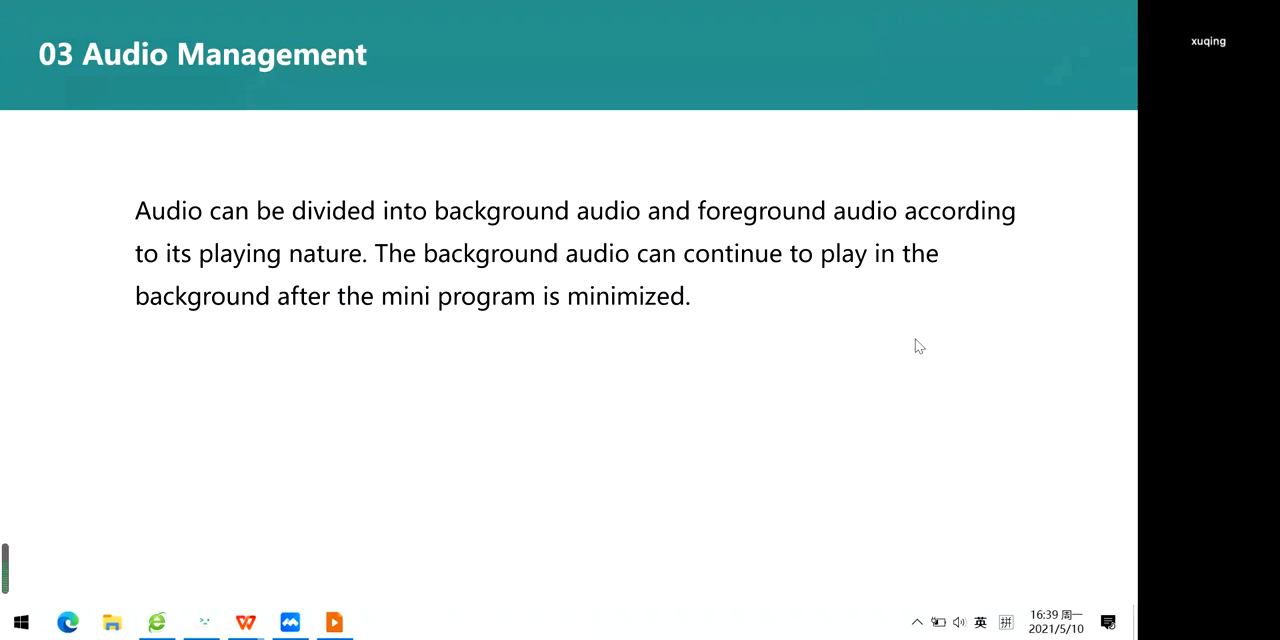 03 Audio Management
xuqing
Audio can be divided into background audio and foreground audio according
to its playing nature. The background audio can continue to play in the
background after the mini program is minimized.
英
拼
16:39 周一
2021/5/10